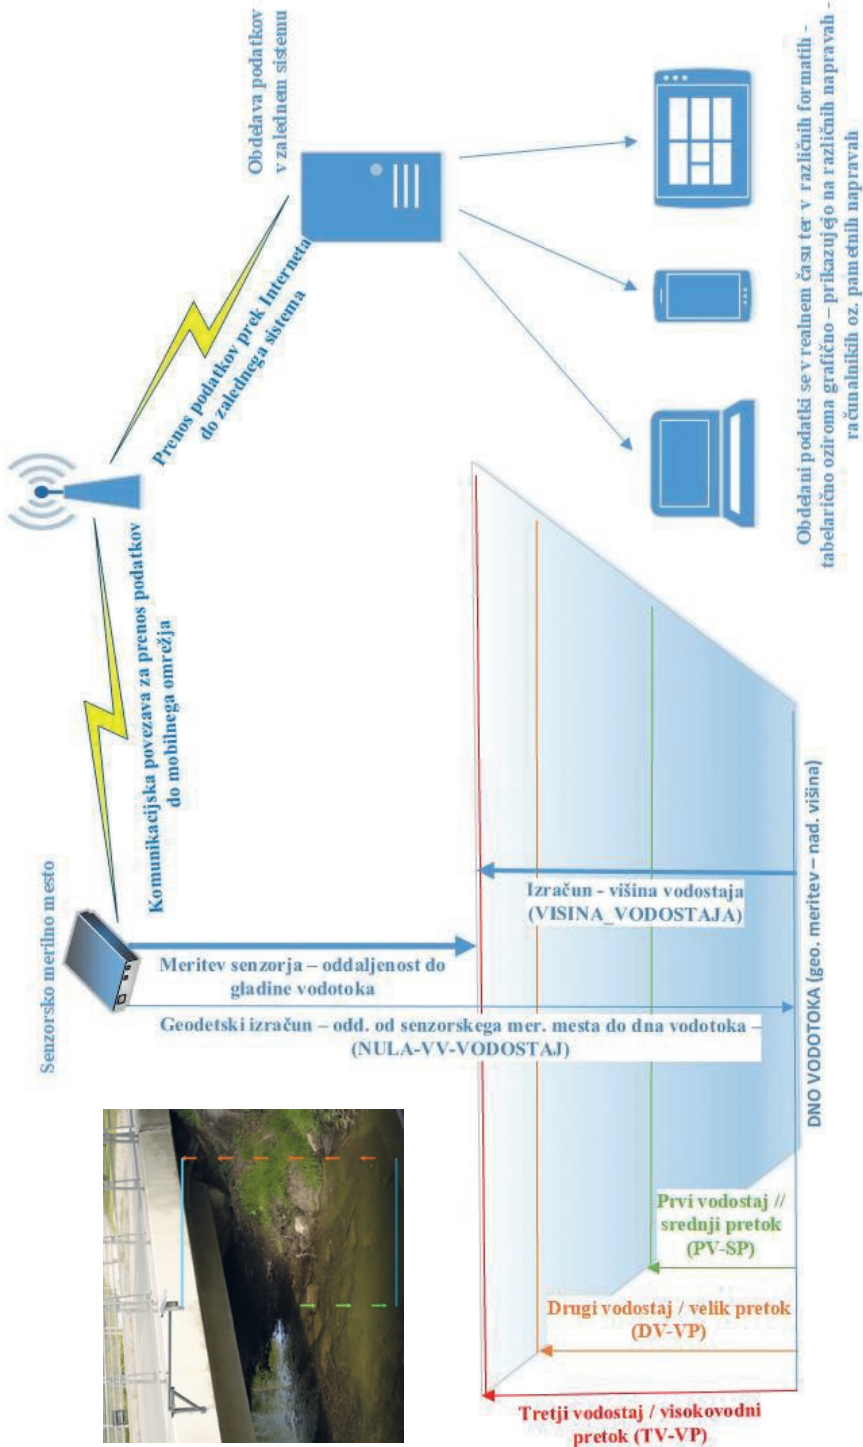 Senzorsko merilno mesto
Komunikacijska povezava za prenos podatkov
do mobilnega omrežja
Prenos podatkov prek Interneta
do zalednega sistema
Obdelava podatkov
v zalednem sistemu
Meritev senzorja – oddaljenost do
gladine vodotoka
Geodetski izračun – odd. od senzorskega mer. mesta do dna vodotoka –
(NULA-VV-VODOSTAJ)
Izračun - višina vodostaja
(VISINA_VODOSTAJA)
Prvi vodostaj //
srednji pretok
(PV-SP)
Drugi vodostaj / velik pretok
(DV-VP)
Tretji vodostaj / visokovodni
pretok (TV-VP)
DNO VODOTOKA (geo. meritev – nad. višina)
Obdelani podatki se v realnem času ter v različnih formatih -
tabelarično oziroma grafično – prikazujejo na različnih napravah -
računalnikih oz. pametnih napravah